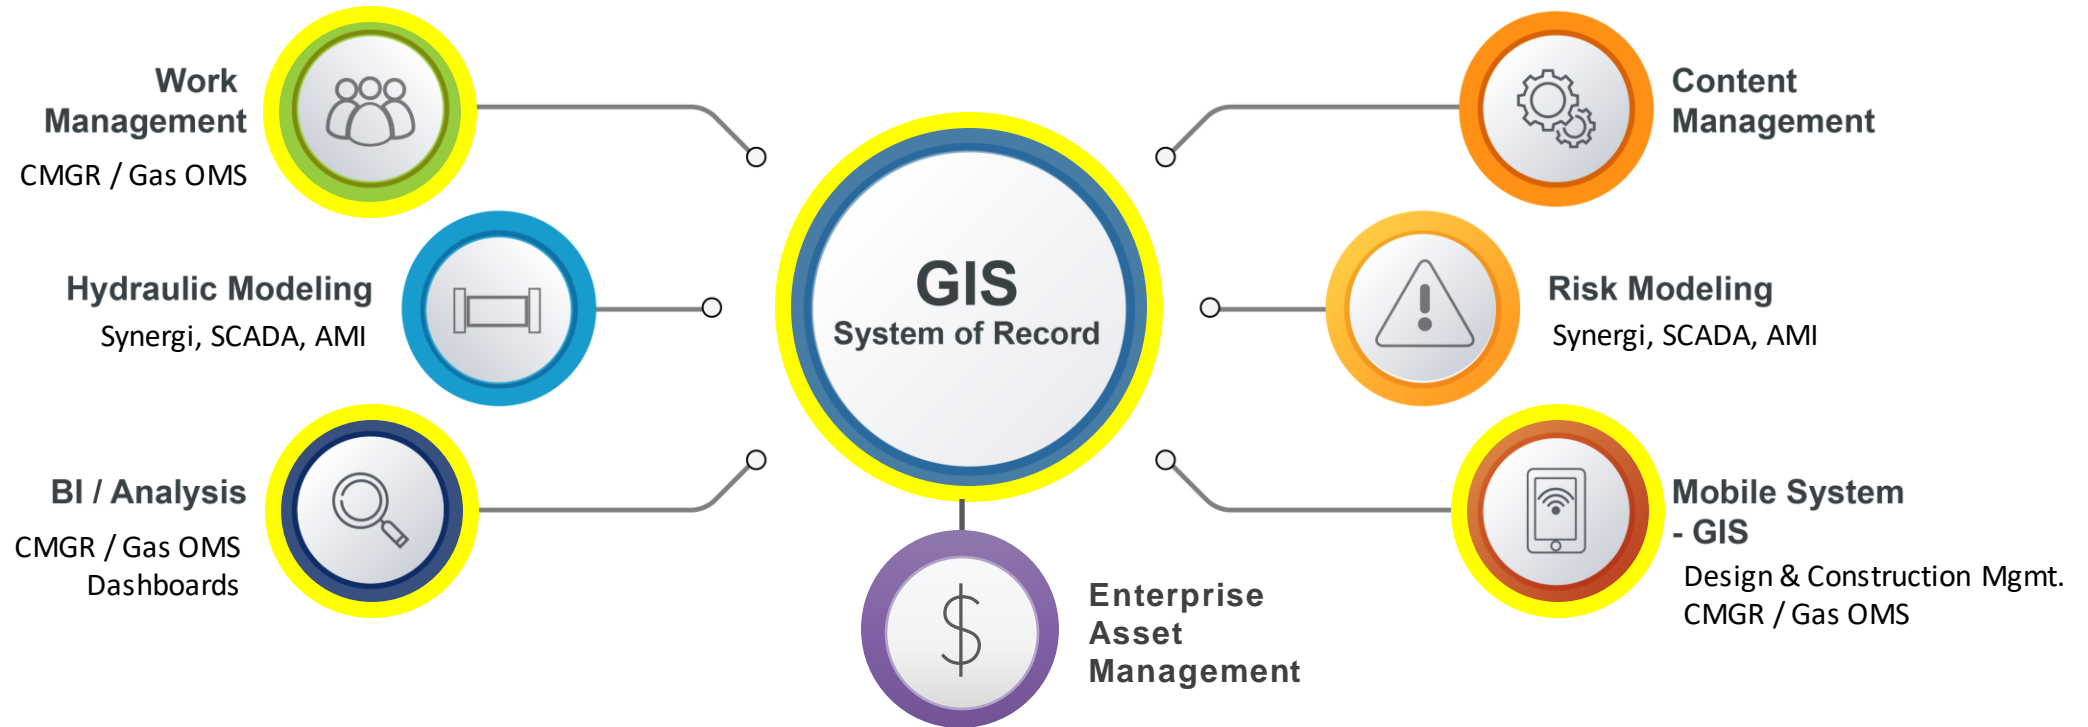 Work
Management
CMGR / Gas OMS
Hydraulic Modeling
Synergi, SCADA, AMI
BI / Analysis
CMGR / Gas OMS
Dashboards
GIS
System of Record
$
Enterprise
Asset
Management
Content
Management
Risk Modeling
Synergi, SCADA, AMI
Mobile System
- GIS
Design & Construction Mgmt.
CMGR / Gas OMS